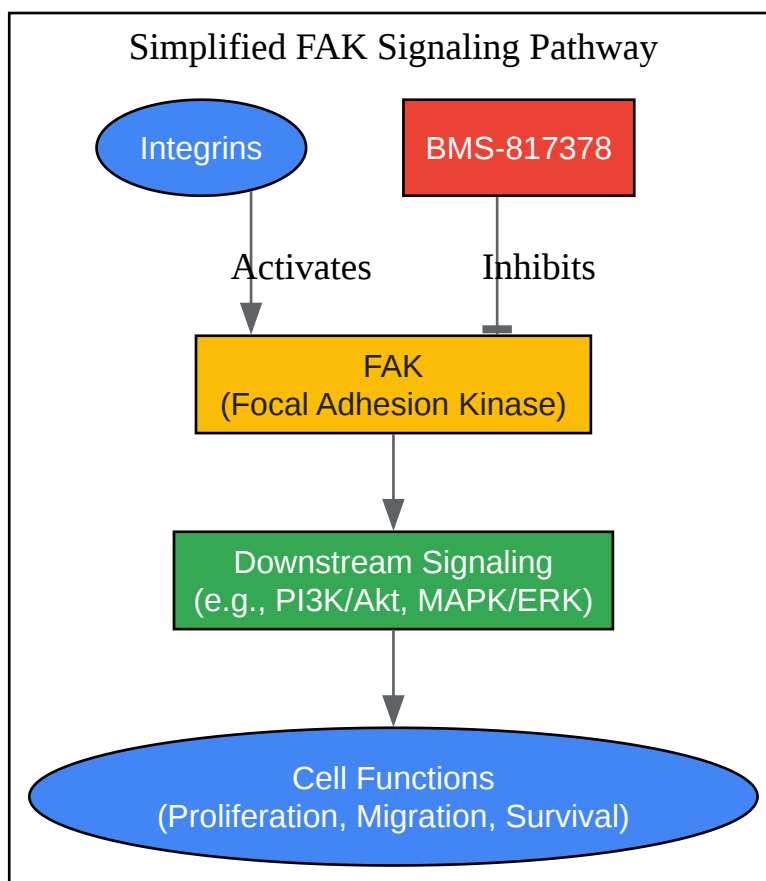 Simplified FAK Signaling Pathway
Integrins
BMS-817378
Activates
Inhibits
FAK
(Focal Adhesion Kinase)
Downstream Signaling
(e.g., PI3K/Akt, MAPK/ERK)
Cell Functions
(Proliferation, Migration, Survival)